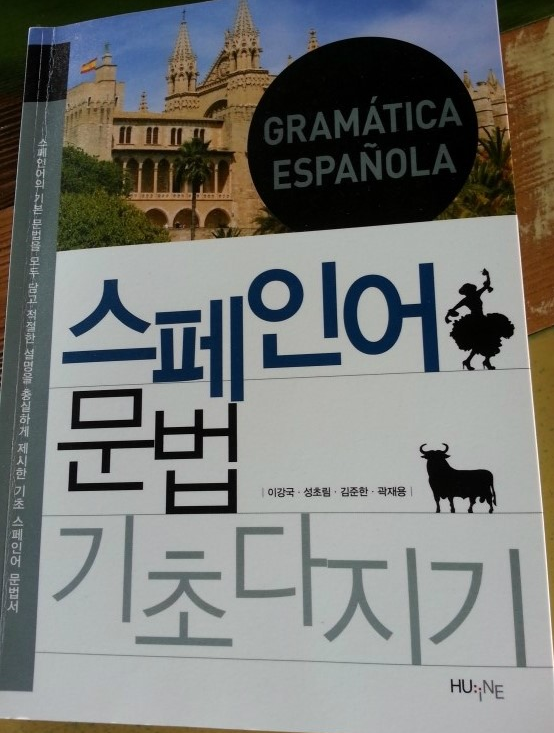 GRAMÁTICA
ESPAÑOLA
스페인어
문법
| 이강국 · 성초림 · 김준한 · 곽재용 |
기초다지기
HU:iNE
스페인어의 기본 문법을 모두 담고 적절한 설명을 충실하게 제시한 기초 스페인어 문법서